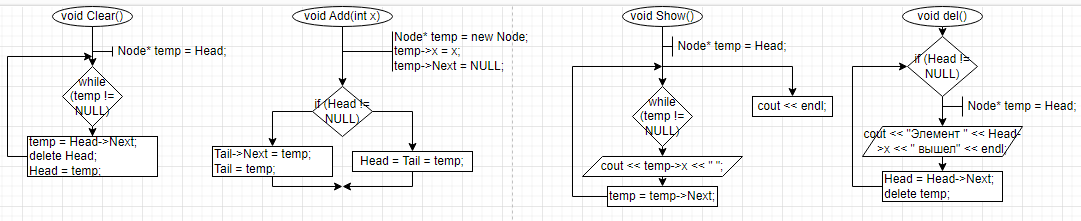 void Clear()
Node* temp = Head;
while
(temp !=
NULL)
temp = Head->Next;
delete Head;
Head = temp;
void Add(int x)
Node* temp = new Node;
temp->x = x;
temp->Next = NULL;
if (Head !=
NULL)
Tail->Next = temp;
Tail = temp;
Head = Tail = temp;
void Show()
Node* temp = Head;
while
(temp !=
NULL)
cout << endl;
cout << temp->x << " ";
temp = temp->Next;
void del()
if (Head !=
NULL)
Node* temp = Head;
cout << "Элемент " << Head-
>x << " вышел" << endl;
Head = Head->Next;
delete temp;